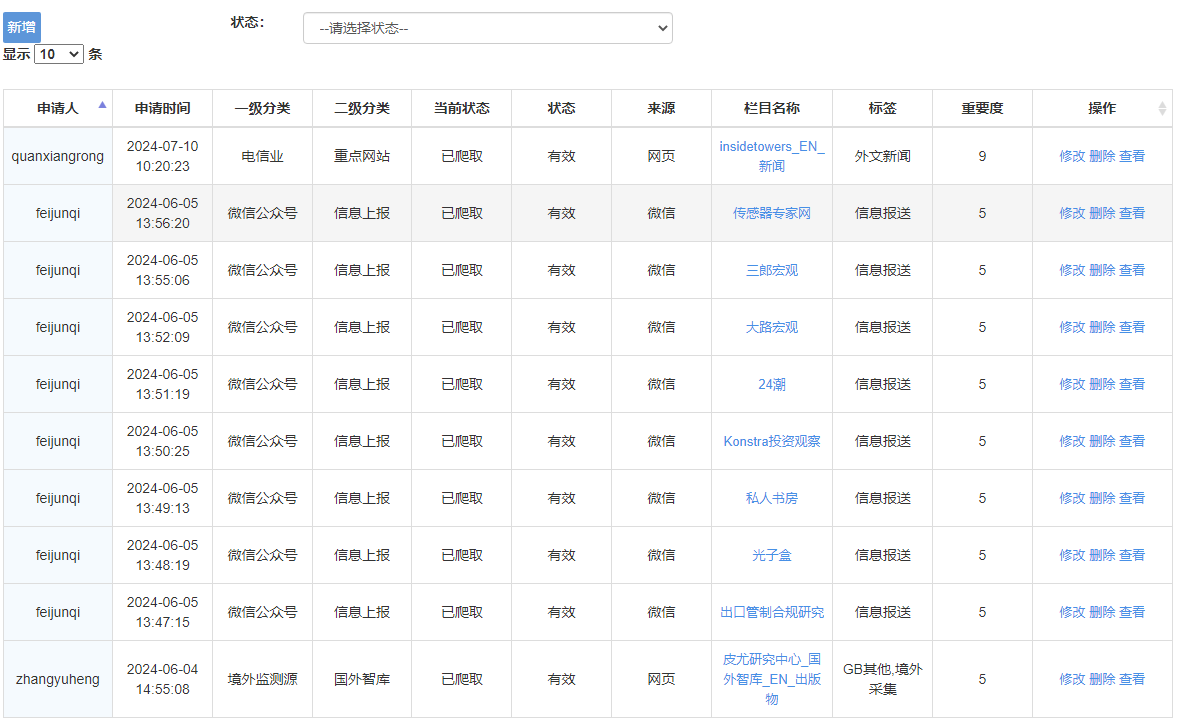 新增
状态：
--请选择状态--
显示 10 条
申请人 申请时间 一级分类 二级分类 当前状态 状态 来源 栏目名称 标签 重要度 操作
quanxiangrong 2024-07-10 10:20:23 电信业 重点网站 已爬取 有效 网页 insidetowers_EN_新闻 外文新闻 9 修改 删除 查看
feijunqi 2024-06-05 13:56:20 微信公众号 信息上报 已爬取 有效 微信 传感器专家网 信息报送 5 修改 删除 查看
feijunqi 2024-06-05 13:55:06 微信公众号 信息上报 已爬取 有效 微信 三郎宏观 信息报送 5 修改 删除 查看
feijunqi 2024-06-05 13:52:09 微信公众号 信息上报 已爬取 有效 微信 大路宏观 信息报送 5 修改 删除 查看
feijunqi 2024-06-05 13:51:19 微信公众号 信息上报 已爬取 有效 微信 24潮 信息报送 5 修改 删除 查看
feijunqi 2024-06-05 13:50:25 微信公众号 信息上报 已爬取 有效 微信 Konstra投资观察 信息报送 5 修改 删除 查看
feijunqi 2024-06-05 13:49:13 微信公众号 信息上报 已爬取 有效 微信 私人书房 信息报送 5 修改 删除 查看
feijunqi 2024-06-05 13:48:19 微信公众号 信息上报 已爬取 有效 微信 光子盒 信息报送 5 修改 删除 查看
feijunqi 2024-06-05 13:47:15 微信公众号 信息上报 已爬取 有效 微信 出口管制合规研究 信息报送 5 修改 删除 查看
zhangyuheng 2024-06-04 14:55:08 境外监测源 国外智库 已爬取 有效 网页 皮尤研究中心_国外智库_EN_出版物 GB其他,境外采集 5 修改 删除 查看